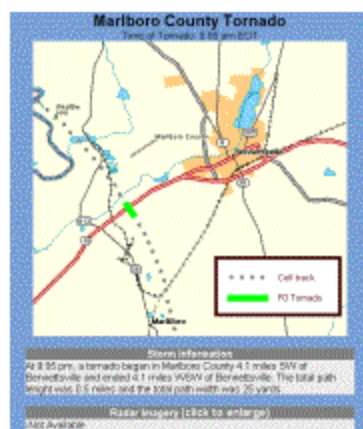 Marlboro County Tornado
Time of Tornado: 8:55 pm EDT
Marlboro County
Cell track
F0 Tornado
Storm Information
At 8:55 pm, a tornado began in Marlboro County 4.1 miles SW of
Bennettsville and ended 4.1 miles WSW of Bennettsville. The total path
lenght was 0.5 miles and the total path width was 25 yards.
Radar Imagery (click to enlarge)
Not Available